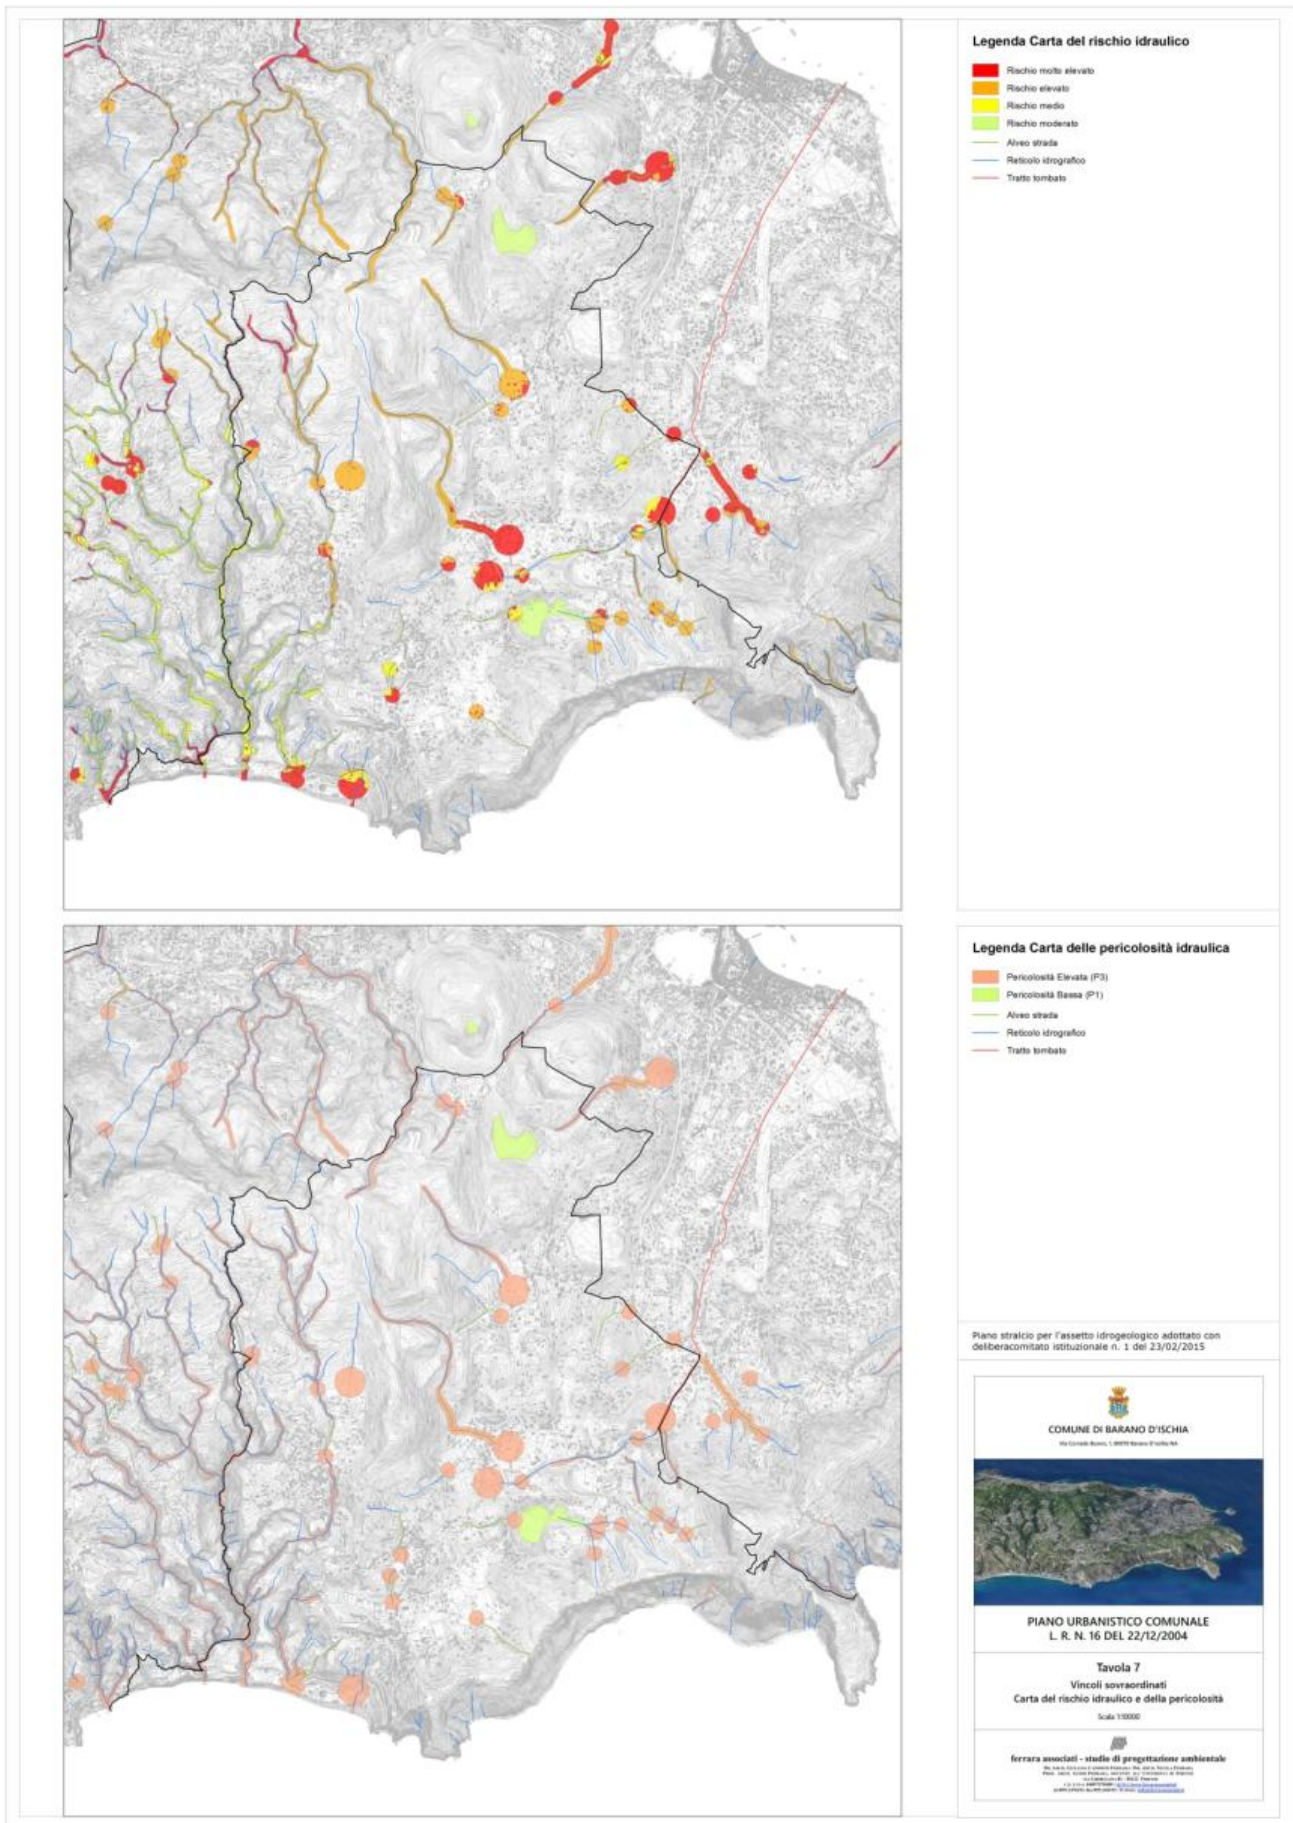 Legenda Carta del rischio idraulico
Rischio molto elevato
Rischio elevato
Rischio medio
Rischio moderato
Alveo strada
Reticolo idrografico
Tratto tombato
Legenda Carta delle pericolosità idraulica
Pericolosità Elevata (P3)
Pericolosità Bassa (P1)
Alveo strada
Reticolo idrografico
Tratto tombato
Piano stralcio per l'assetto idrogeologico adottato con
deliberacomitato istituzionale n. 1 del 23/02/2015
COMUNE DI BARANO D'ISCHIA
PIANO URBANISTICO COMUNALE
L. R. N. 16 DEL 22/12/2004
Tavola 7
Vincoli sovraordinati
Carta del rischio idraulico e della pericolosità
Scala 1:10000
ferrara associati - studio di progettazione ambientale